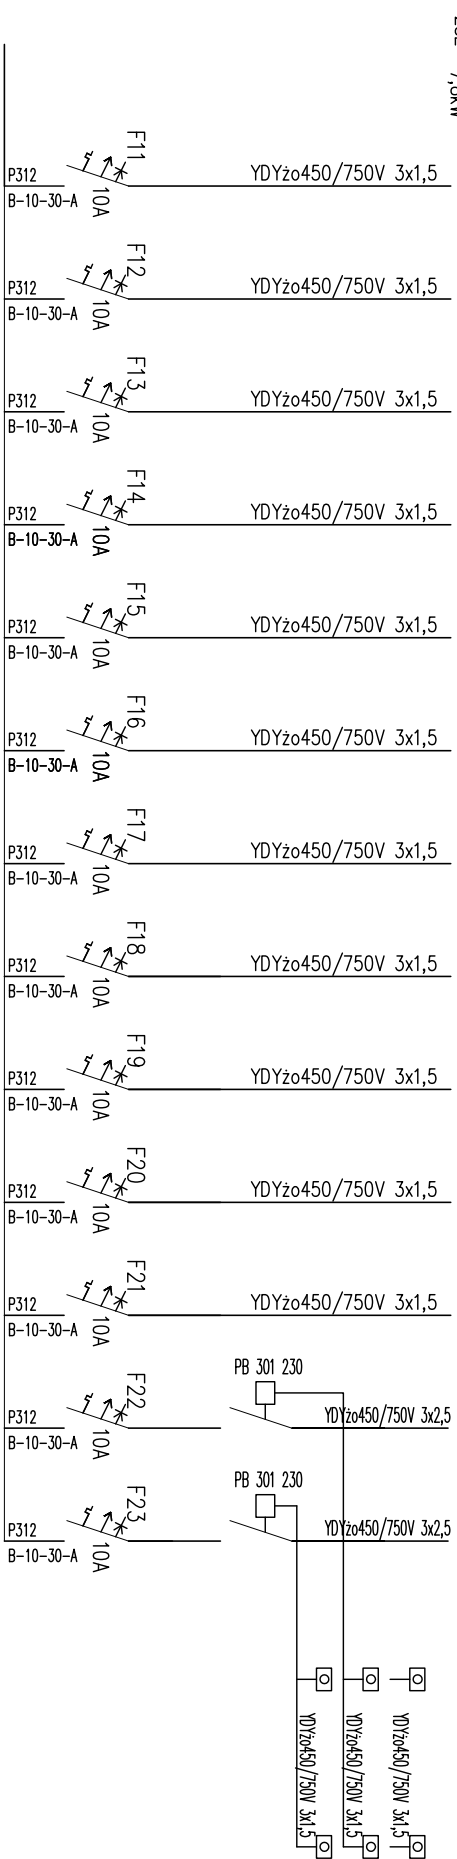 F11
P312
YDYżo450/750V 3x1,5
B-10-30-A
10A
F12
P312
YDYżo450/750V 3x1,5
B-10-30-A
10A
F13
P312
YDYżo450/750V 3x1,5
B-10-30-A
10A
F14
P312
YDYżo450/750V 3x1,5
B-10-30-A
10A
F15
P312
YDYżo450/750V 3x1,5
B-10-30-A
10A
F16
P312
YDYżo450/750V 3x1,5
B-10-30-A
10A
F17
P312
YDYżo450/750V 3x1,5
B-10-30-A
10A
F18
P312
YDYżo450/750V 3x1,5
B-10-30-A
10A
F19
P312
YDYżo450/750V 3x1,5
B-10-30-A
10A
F20
P312
YDYżo450/750V 3x1,5
B-10-30-A
10A
F21
P312
YDYżo450/750V 3x1,5
B-10-30-A
10A
F22
PB 301 230
P312
YDYżo450/750V 3x2,5
B-10-30-A
10A
F23
PB 301 230
P312
YDYżo450/750V 3x2,5
B-10-30-A
10A
YDYżo450/750V 3x1,5
YDYżo450/750V 3x1,5
YDYżo450/750V 3x1,5